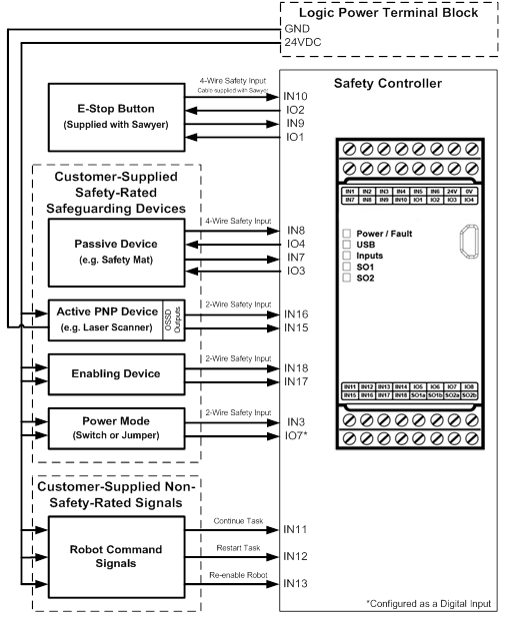 Logic Power Terminal Block
GND
24VDC
Safety Controller
4-Wire Safety Input
Cable supplied with Sawyer
E-Stop Button
(Supplied with Sawyer)
IN10
IO2
IN9
IO1
Customer-Supplied
Safety-Rated
Safeguarding Devices
4-Wire Safety Input
Passive Device
(e.g. Safety Mat)
IN8
IO4
IN7
IO3
2-Wire Safety Input
Active PNP Device
(e.g. Laser Scanner)
OSSD
Outputs
IN16
IN15
2-Wire Safety Input
Enabling Device
IN18
IN17
2-Wire Safety Input
Power Mode
(Switch or Jumper)
IN3
IO7*
Customer-Supplied Non-
Safety-Rated Signals
Robot Command
Signals
Continue Task
IN11
Restart Task
IN12
Re-enable Robot
IN13
IN1 IN2 IN3 IN4 IN5 IN6 24V 0V
IN7 IN8 IN9 IN10 IO1 IO2 IO3 IO4
Power / Fault
USB
Inputs
SO1
SO2
IN11 IN12 IN13 IN14 IO5 IO6 IO7 IO8
IN15 IN16 IN17 IN18 SO1a SO1b SO2a SO2b
*Configured as a Digital Input